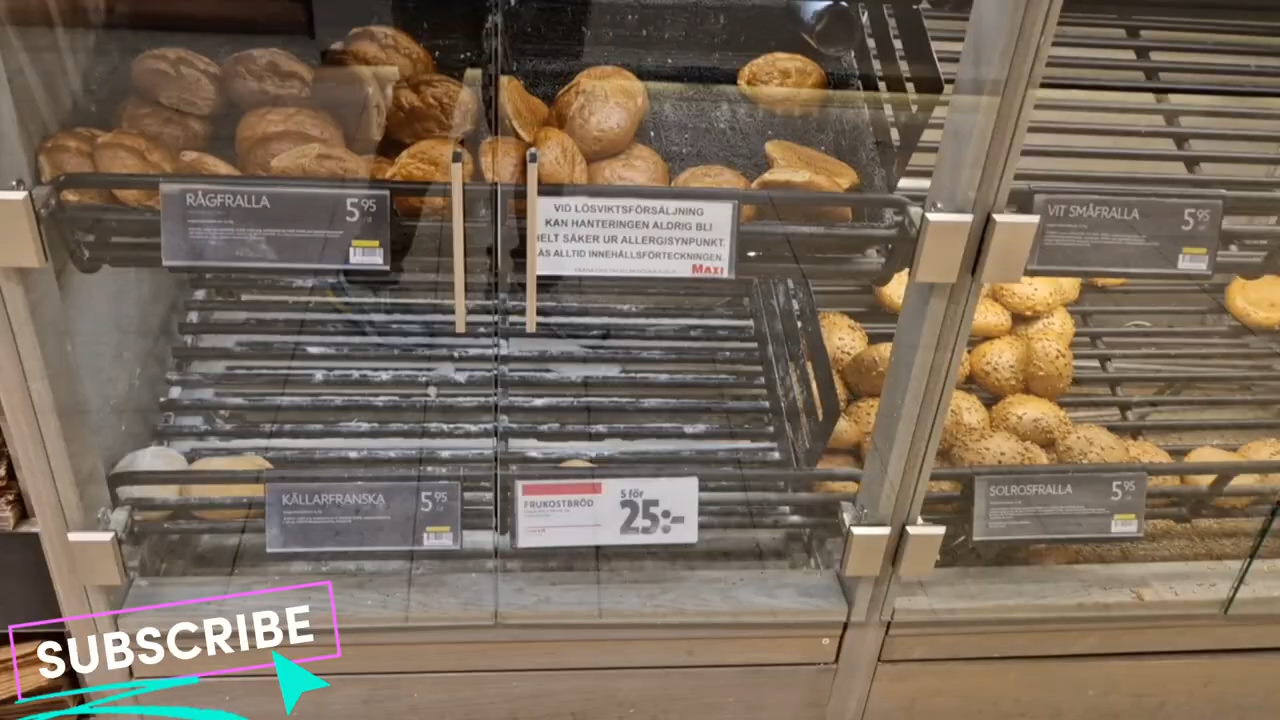 RÅGFRALLA
5 95
VID LÖSVIKTSFÖRSÄLJNING
KAN HANTERINGEN ALDRIG BLI
HELT SÄKER UR ALLERGISYNPUNKT.
LÄS ALLTID INNEHÅLLSFÖRTECKNINGEN.
MAXI
VIT SMÅFRALLA
5 95
KÄLLARFRANSKA
5 95
FRUKOSTBRÖD
5 för
25:-
SOLROSFRALLA
5 95
SUBSCRIBE